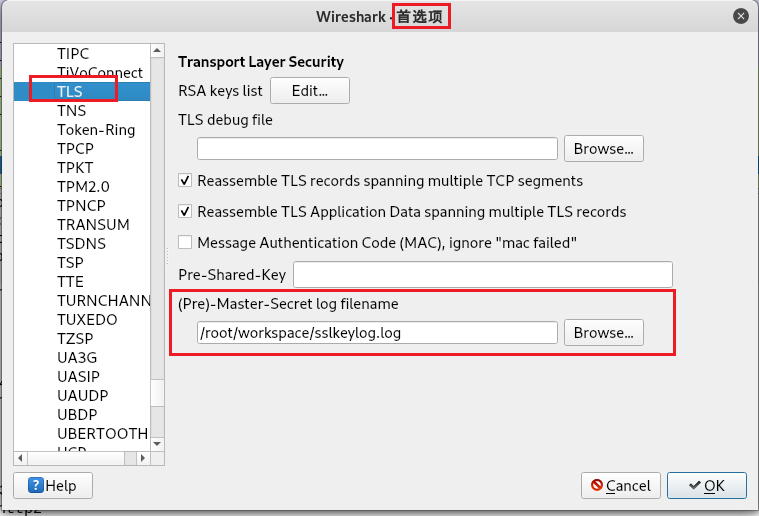 Wireshark · 首选项
TIPC
TiVoConnect
TLS
TNS
Token-Ring
TPCP
TPKT
TPM2.0
TPNCP
TRANSUM
TSDNS
TSP
TTE
TURNCHANN
TUXEDO
TZSP
UA3G
UASIP
UAUDP
UBDP
UBERTOOTH
UCP
Transport Layer Security
RSA keys list Edit...
TLS debug file
Browse...
Reassemble TLS records spanning multiple TCP segments
Reassemble TLS Application Data spanning multiple TLS records
Message Authentication Code (MAC), ignore "mac failed"
Pre-Shared-Key
(Pre)-Master-Secret log filename
/root/workspace/sslkeylog.log Browse...
Help
Cancel
OK